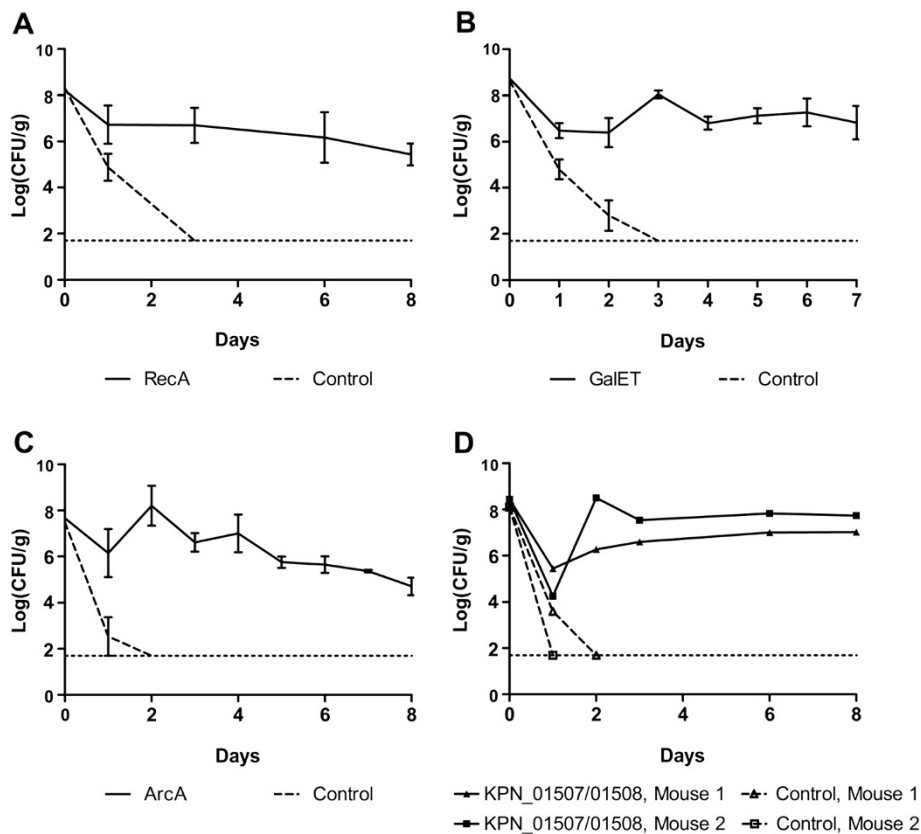 A
B
10
8
6
4
2
0
Log(CFU/g)
0 2 4 6 8
Days
RecA Control
10
8
6
4
2
0
Log(CFU/g)
0 1 2 3 4 5 6 7
Days
GalET Control
C
D
10
8
6
4
2
0
Log(CFU/g)
0 2 4 6 8
Days
ArcA Control
10
8
6
4
2
0
Log(CFU/g)
0 2 4 6 8
Days
KPN_01507/01508, Mouse 1 Control, Mouse 1
KPN_01507/01508, Mouse 2 Control, Mouse 2